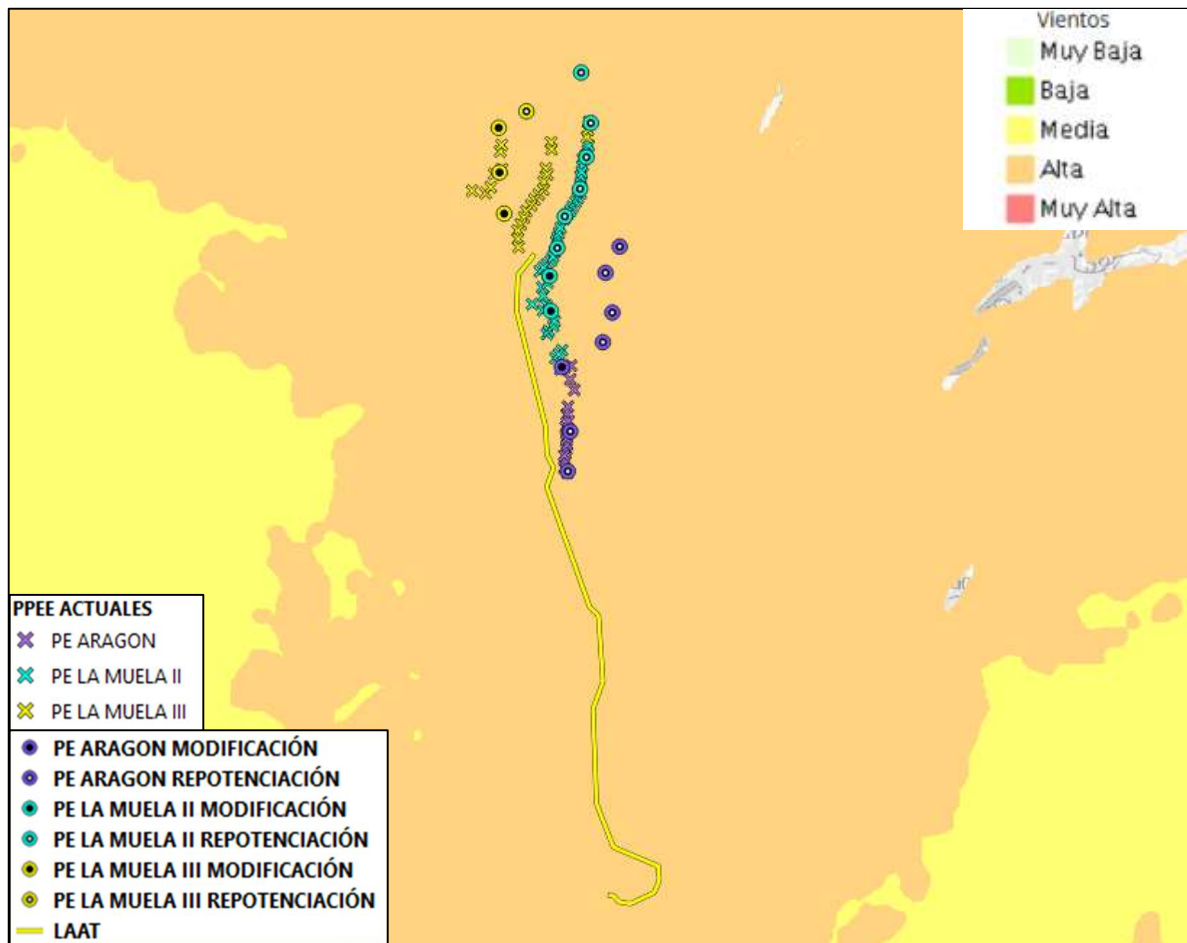 Vientos
Muy Baja
Baja
Media
Alta
Muy Alta
PPEE ACTUALES
PE ARAGON
PE LA MUELA II
PE LA MUELA III
PE ARAGON MODIFICACIÓN
PE ARAGON REPOTENCIACIÓN
PE LA MUELA II MODIFICACIÓN
PE LA MUELA II REPOTENCIACIÓN
PE LA MUELA III MODIFICACIÓN
PE LA MUELA III REPOTENCIACIÓN
LAAT